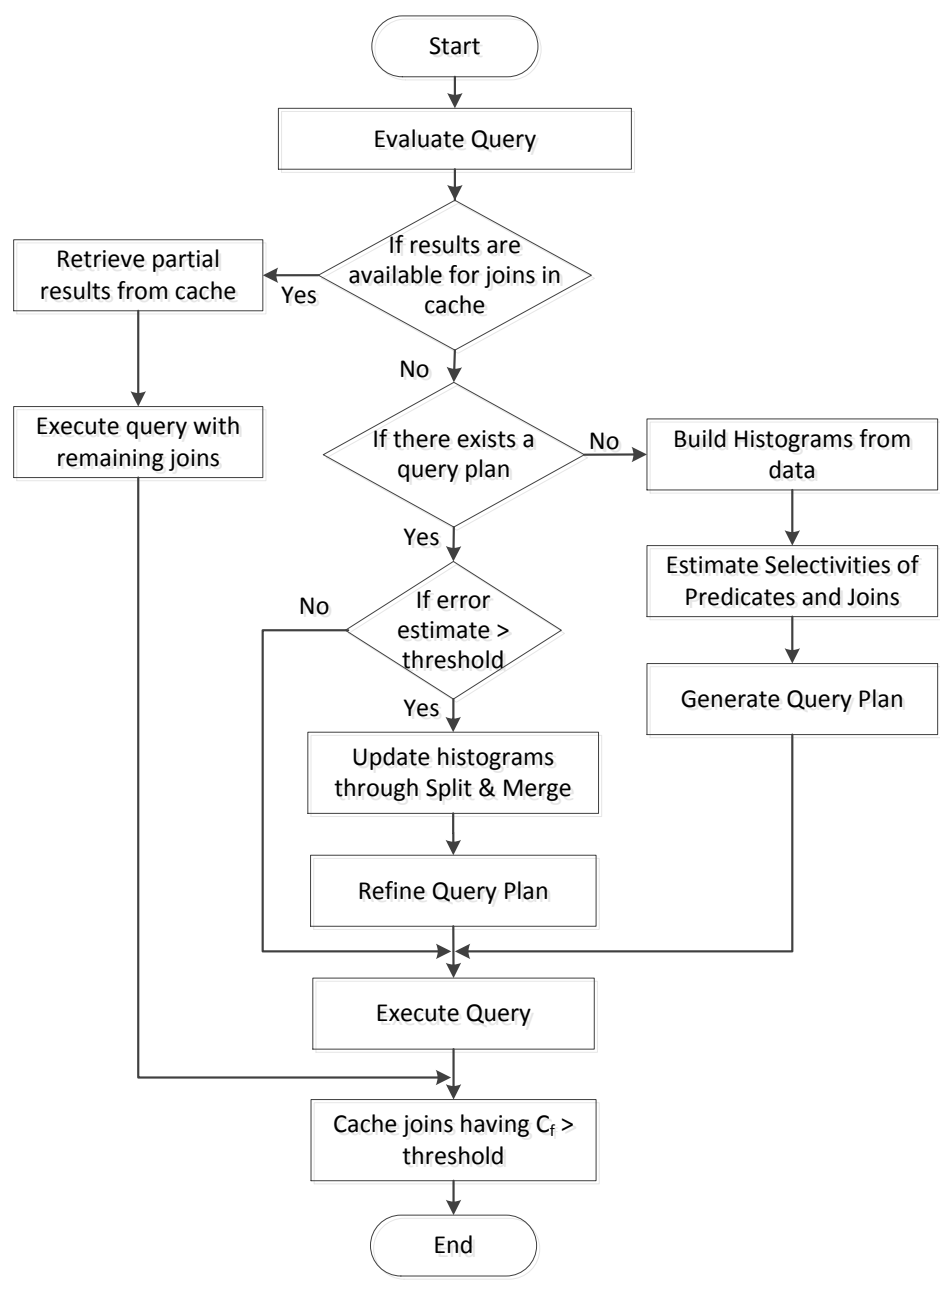 Start
Evaluate Query
If results are
available for joins in
cache
Yes
Retrieve partial
results from cache
No
Execute query with
remaining joins
If there exists a
query plan
No
Build Histograms from
data
Yes
Estimate Selectivities of
Predicates and Joins
If error
estimate >
threshold
No
Yes
Generate Query Plan
Update histograms
through Split & Merge
Refine Query Plan
Execute Query
Cache joins having Cf >
threshold
End